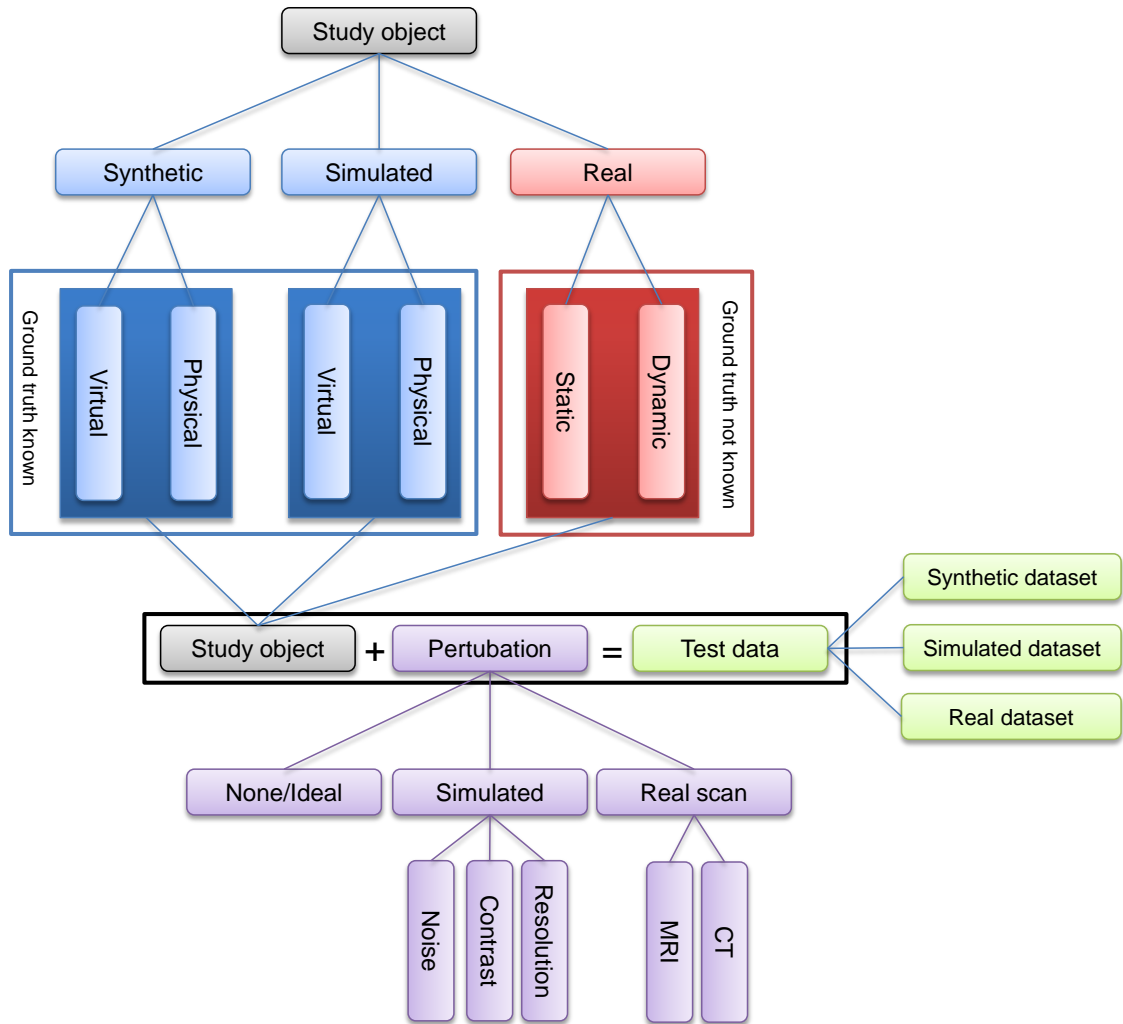 Study object
Synthetic
Simulated
Real
Ground truth known
Virtual
Physical
Virtual
Physical
Static
Dynamic
Ground truth not known
Study object + Pertubation = Test data
Synthetic dataset
Simulated dataset
Real dataset
None/Ideal
Simulated
Real scan
Noise
Contrast
Resolution
MRI
CT